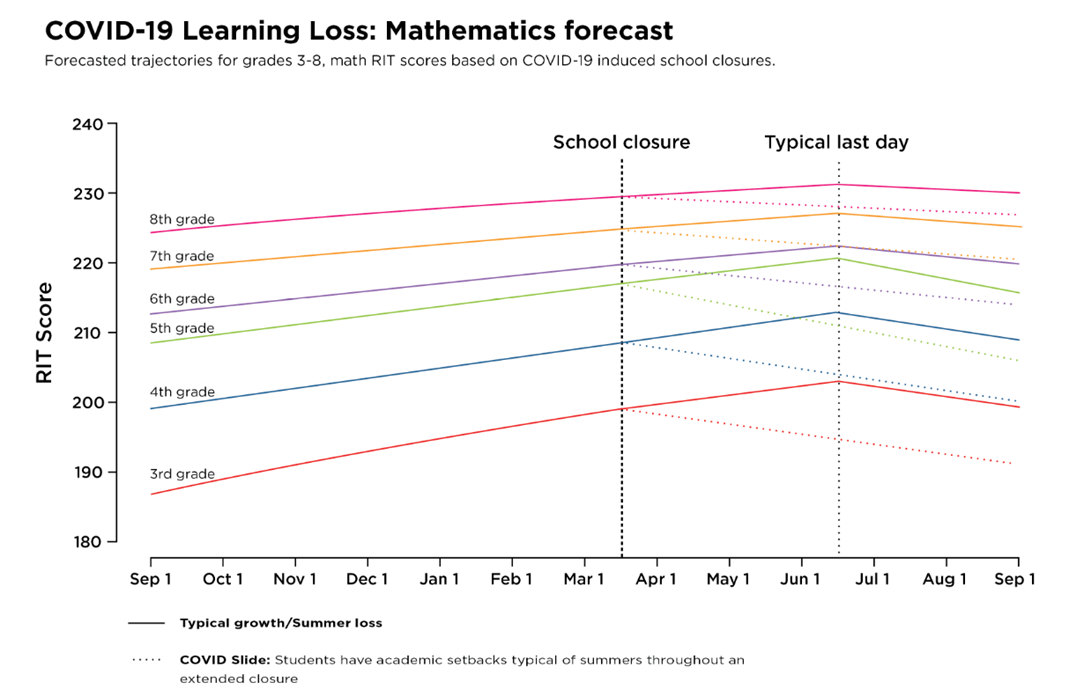 COVID-19 Learning Loss: Mathematics forecast
Forecasted trajectories for grades 3-8, math RIT scores based on COVID-19 induced school closures.
240
School closure
Typical last day
230
8th grade
7th grade
220
6th grade
5th grade
210
RIT Score
4th grade
200
3rd grade
190
180
Sep 1 Oct 1 Nov 1 Dec 1 Jan 1 Feb 1 Mar 1 Apr 1 May 1 Jun 1 Jul 1 Aug 1 Sep 1
Typical growth/Summer loss
COVID Slide: Students have academic setbacks typical of summers throughout an
extended closure